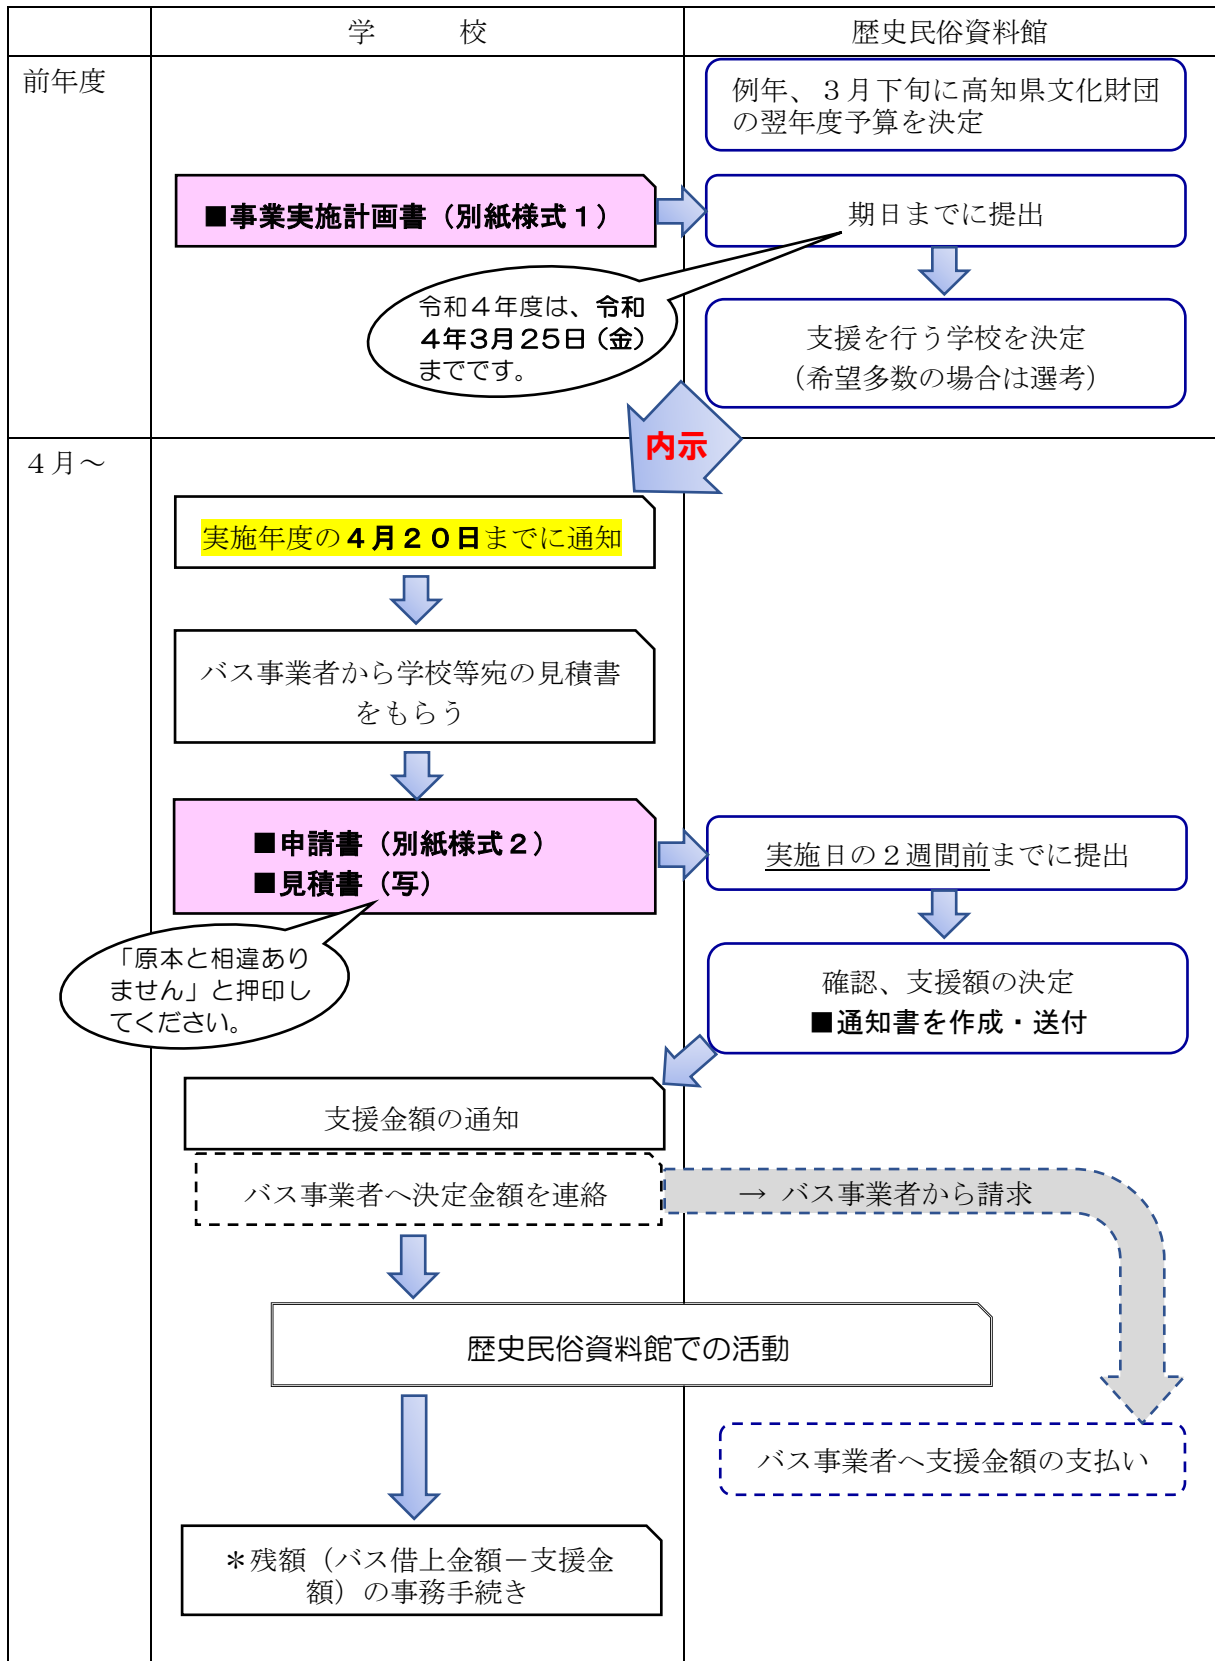 学　　　校
歴史民俗資料館
前年度
例年、３月下旬に高知県文化財団
の翌年度予算を決定
■事業実施計画書（別紙様式１）
期日までに提出
令和４年度は、令和
４年３月２５日（金）
までです。
支援を行う学校を決定
（希望多数の場合は選考）
内示
４月～
実施年度の４月２０日までに通知
バス事業者から学校等宛の見積書
をもらう
■申請書（別紙様式２）
■見積書（写）
実施日の２週間前までに提出
「原本と相違あり
ません」と押印し
てください。
確認、支援額の決定
■通知書を作成・送付
支援金額の通知
バス事業者へ決定金額を連絡
→ バス事業者から請求
歴史民俗資料館での活動
バス事業者へ支援金額の支払い
＊残額（バス借上金額－支援金
額）の事務手続き